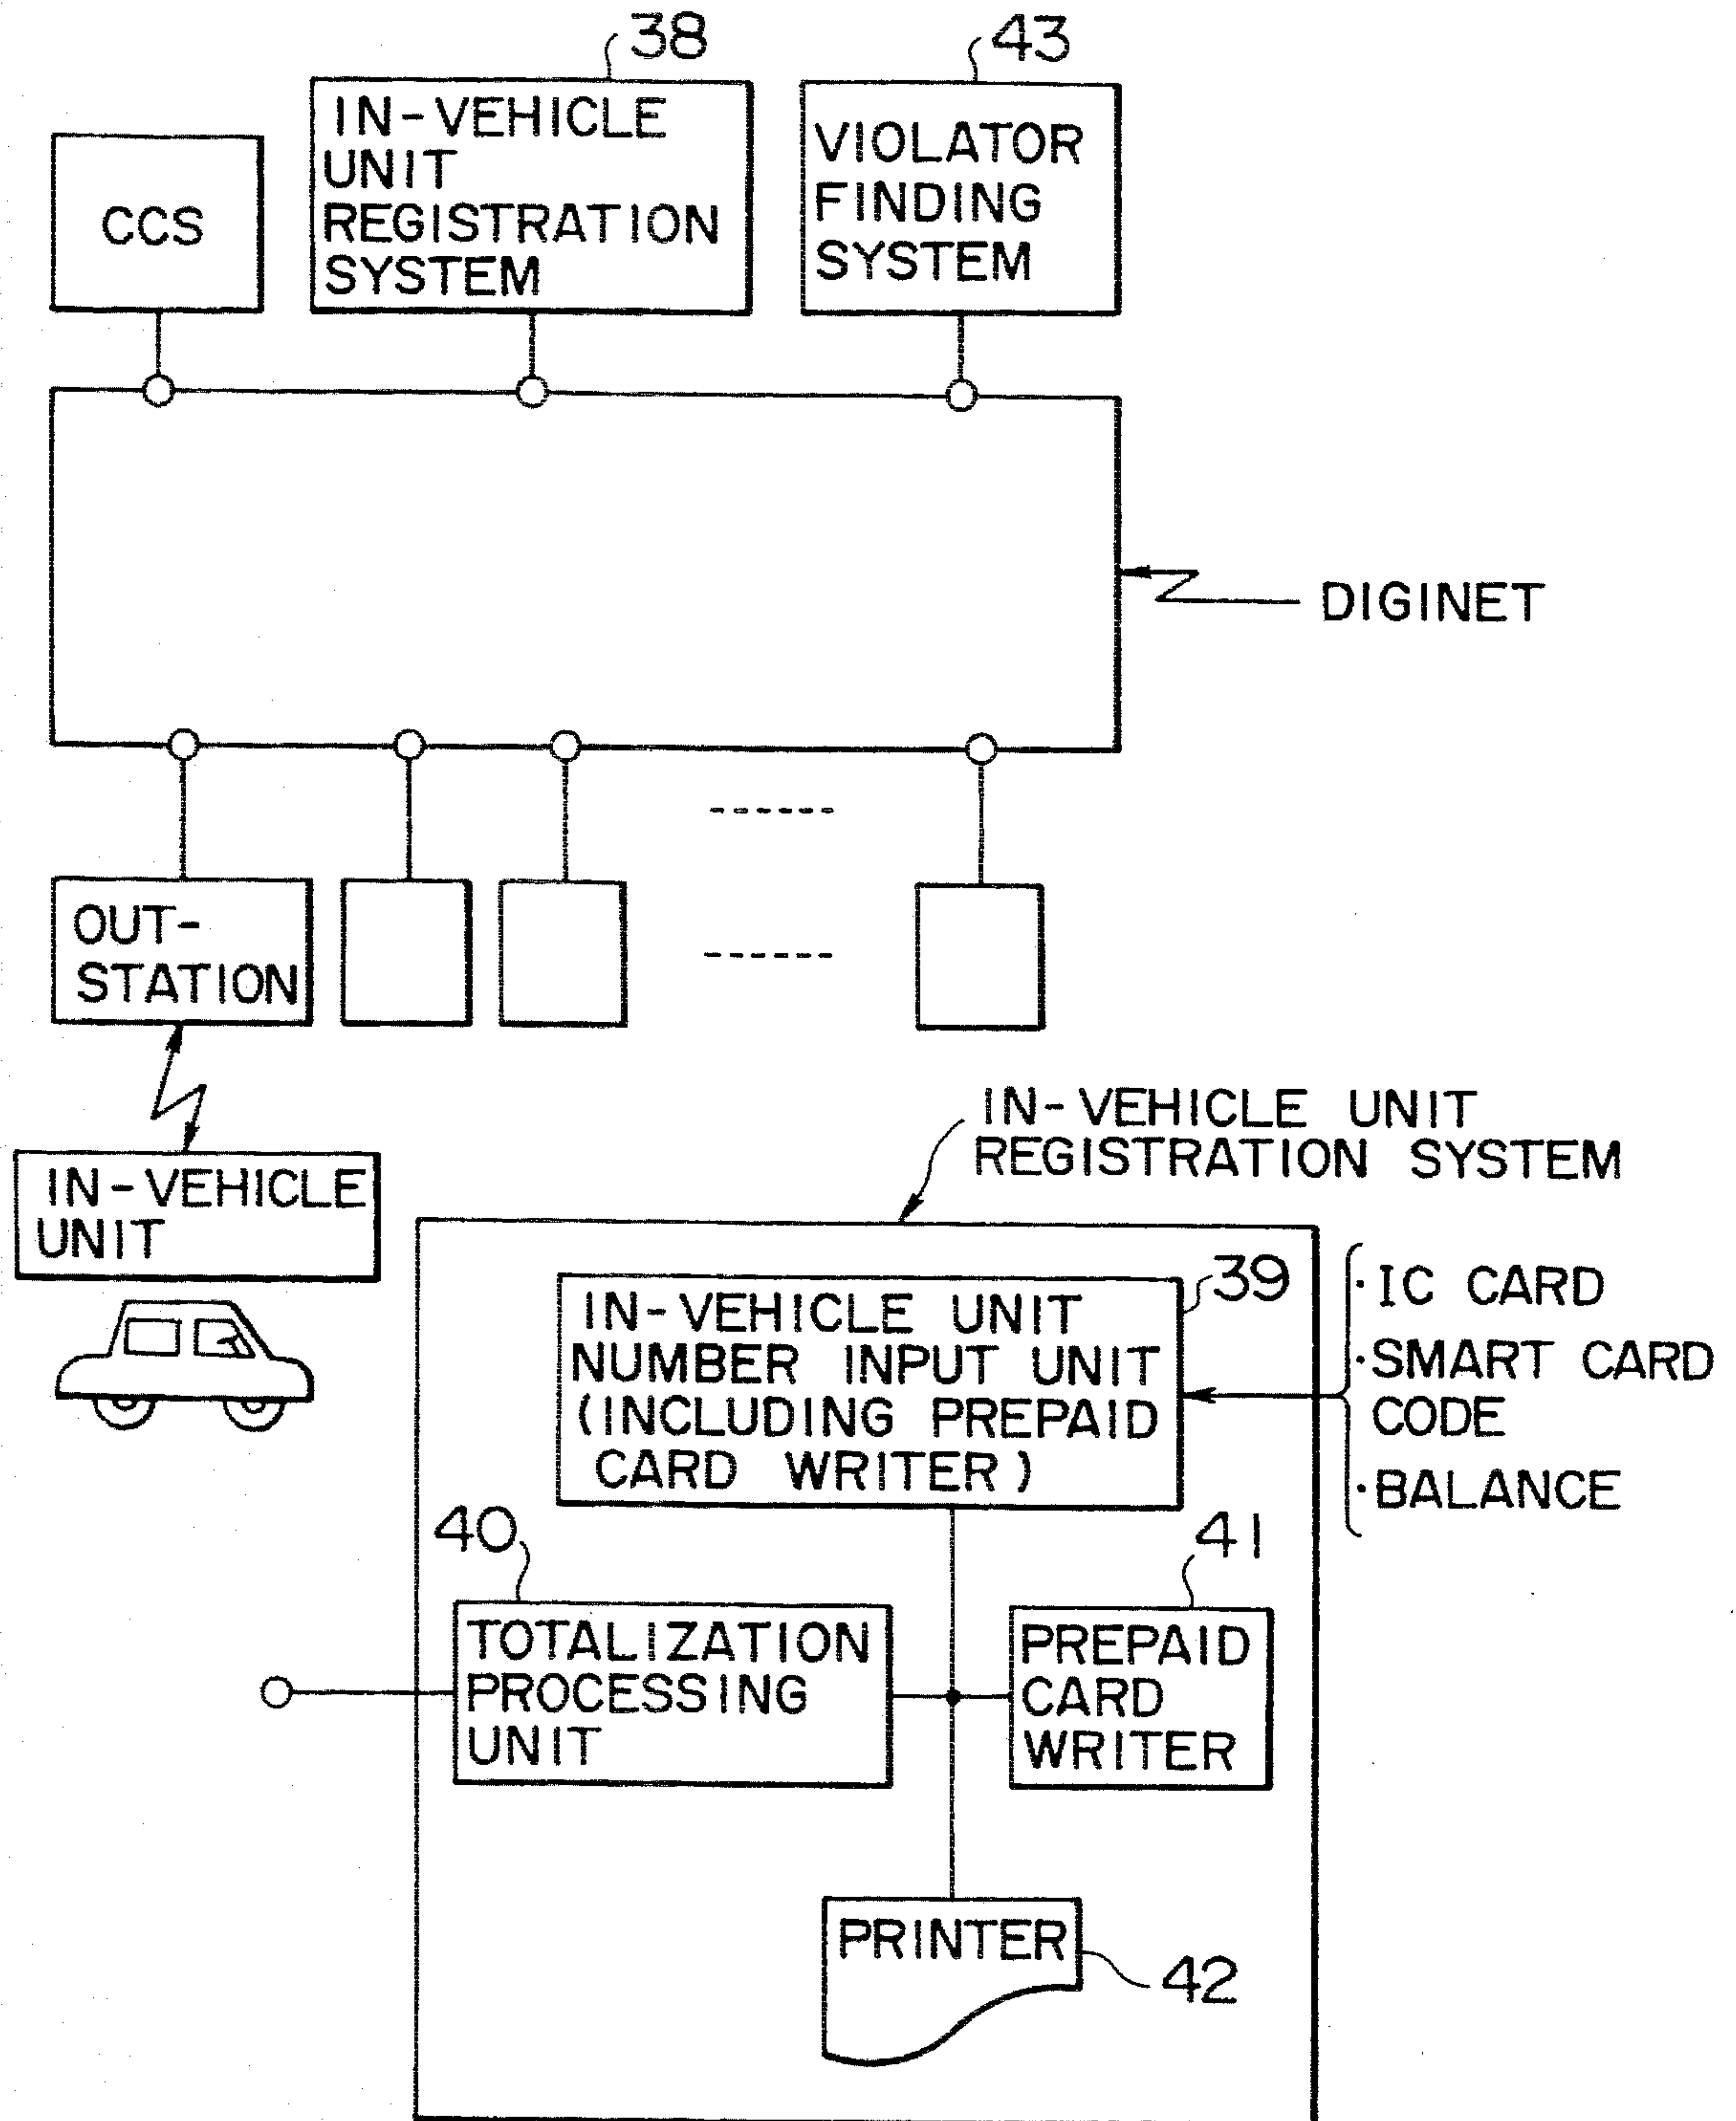 38
43
CCS
IN-VEHICLE
UNIT
REGISTRATION
SYSTEM
VIOLATOR
FINDING
SYSTEM
DIGINET
OUT-
STATION
IN-VEHICLE
UNIT
IN-VEHICLE UNIT
REGISTRATION SYSTEM
39
IN-VEHICLE UNIT
NUMBER INPUT UNIT
(INCLUDING PREPAID
CARD WRITER)
·IC CARD
·SMART CARD
CODE
·BALANCE
40
41
TOTALIZATION
PROCESSING
UNIT
PREPAID
CARD
WRITER
PRINTER
42